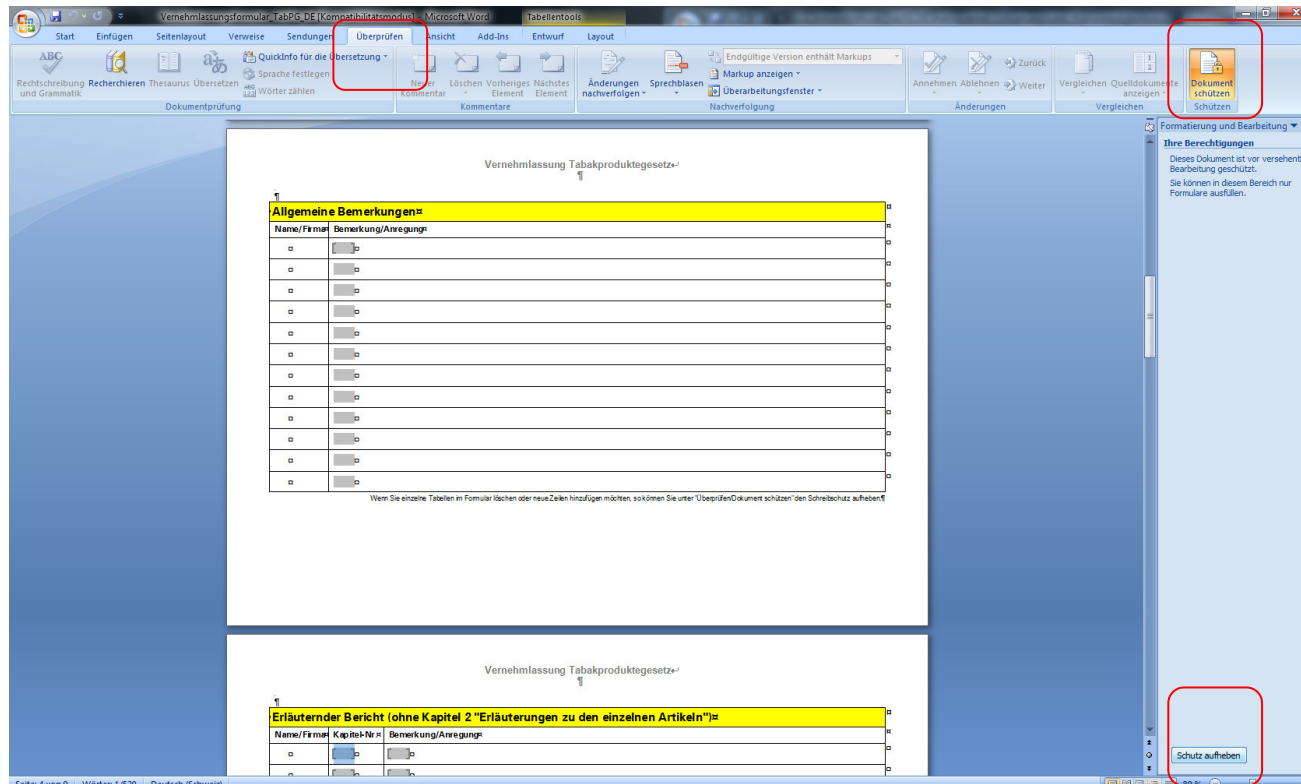 Vernehmlassungsformular_TabPG_DE [Kompatibilitätsmodus] - Microsoft Word Tabellentools
Start Einfügen Seitenlayout Verweise Sendungen Überprüfen Ansicht Add-Ins Entwurf Layout
ABC
Rechtschreibung und Grammatik
Recherchieren
Thesaurus
Übersetzen
QuickInfo für die Übersetzung
Sprache festlegen
Wörter zählen
Dokumentprüfung
Neuer Kommentar
Löschen
Vorheriges Element
Nächstes Element
Kommentare
Änderungen nachverfolgen
Sprechblasen
Endgültige Version enthält Markups
Markup anzeigen
Überarbeitungsfenster
Nachverfolgung
Annehmen
Ablehnen
Zurück
Weiter
Änderungen
Vergleichen
Quelldokumente anzeigen
Vergleichen
Dokument schützen
Schützen
Formatierung und Bearbeitung
Ihre Berechtigungen
Dieses Dokument ist vor versehentl
Bearbeitung geschützt.
Sie können in diesem Bereich nur
Formulare ausfüllen.
Vernehmlassung Tabakproduktegesetz
¶
¶
Allgemeine Bemerkungen¤
Name/Firma¤ Bemerkung/Anregung¤
Wenn Sie einzelne Tabellen im Formular löschen oder neue Zeilen hinzufügen möchten, so können Sie unter "Überprüfen/Dokument schützen" den Schreibschutz aufheben¶
Vernehmlassung Tabakproduktegesetz
¶
¶
Erläuternder Bericht (ohne Kapitel 2 "Erläuterungen zu den einzelnen Artikeln")¤
Name/Firma¤ Kapitel-Nr.¤ Bemerkung/Anregung¤
Schutz aufheben